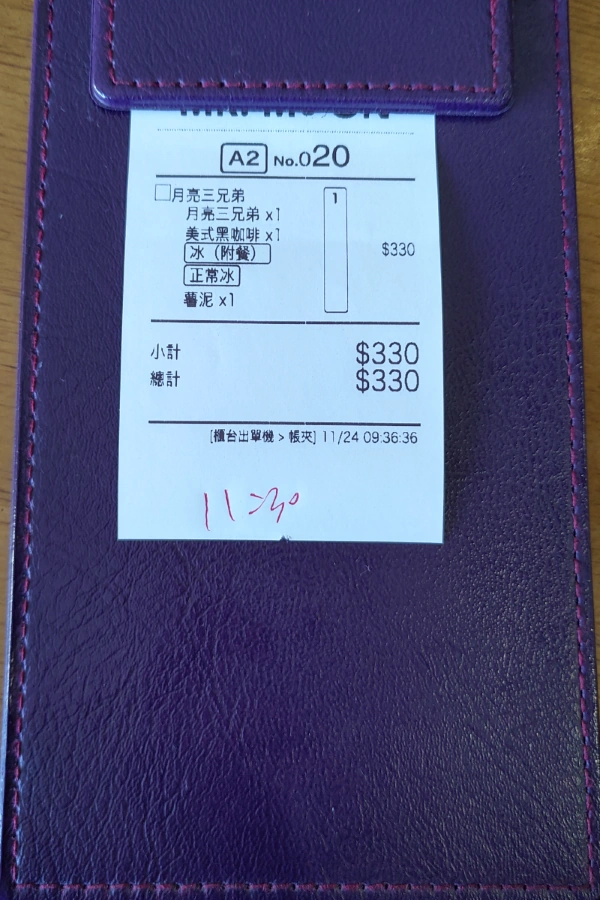 A2 No.020
月亮三兄弟 1
月亮三兄弟 x1
美式黑咖啡 x1
冰（附餐） $330
正常冰
薯泥 x1
小計 $330
總計 $330
[櫃台出單機 > 帳夾] 11/24 09:36:36
11:30